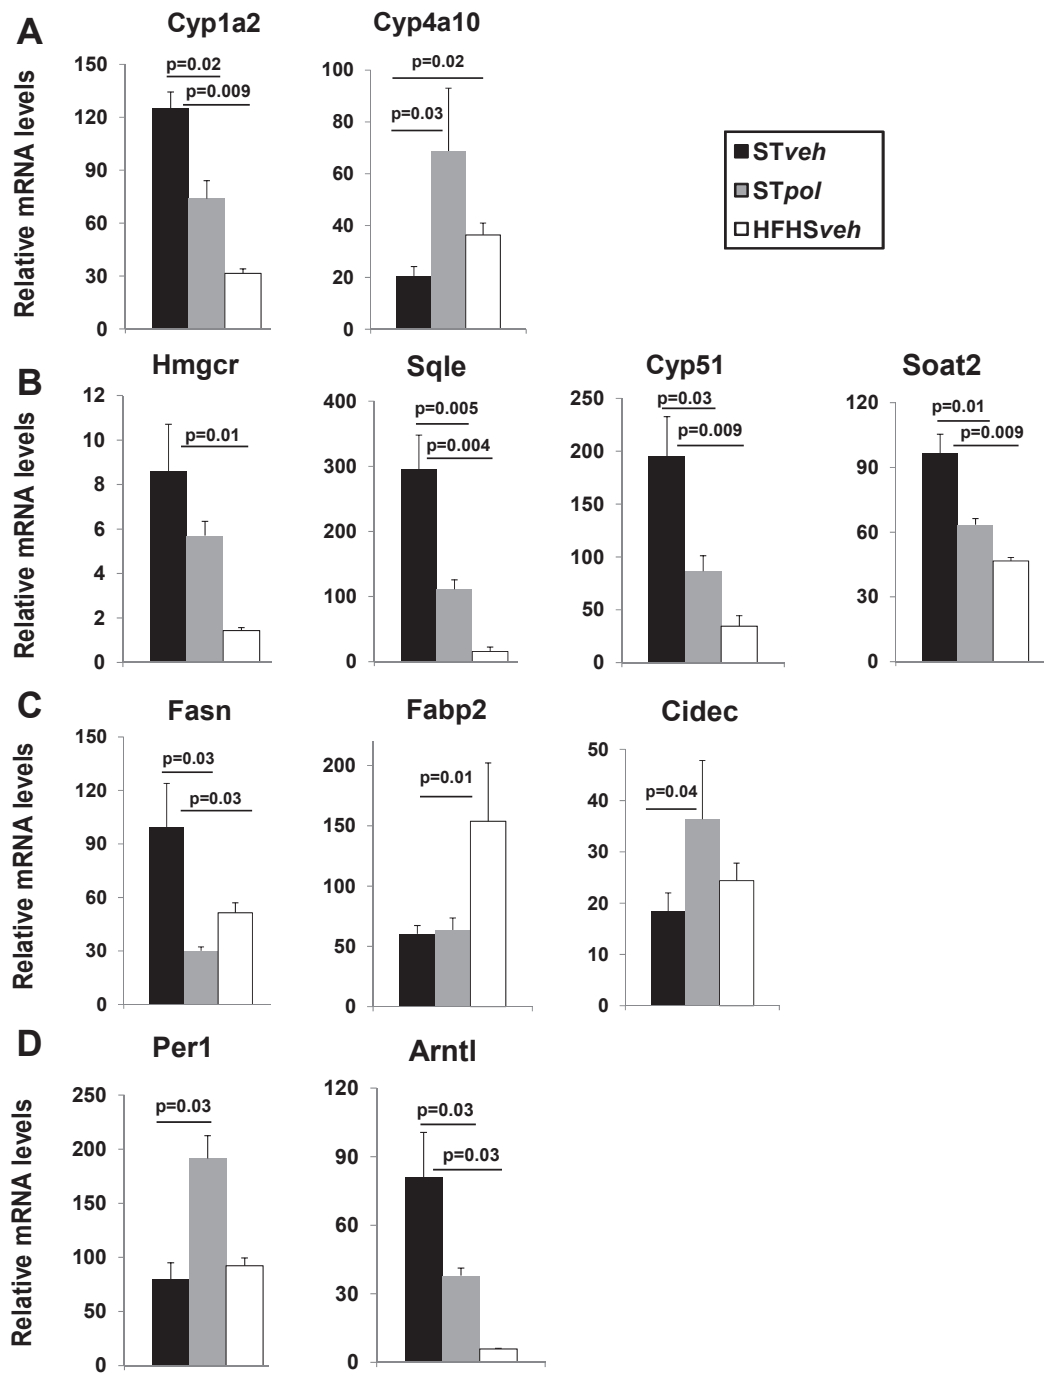 A
Cyp1a2
Cyp4a10
Relative mRNA levels
150
120
90
60
30
0
p=0.02
p=0.009
100
80
60
40
20
0
p=0.02
p=0.03
STveh
STpol
HFHSveh
B
Hmgcr
Sqle
Cyp51
Soat2
Relative mRNA levels
12
10
8
6
4
2
0
p=0.01
400
300
200
100
0
p=0.005
p=0.004
250
200
150
100
50
0
p=0.03
p=0.009
120
90
60
30
0
p=0.01
p=0.009
C
Fasn
Fabp2
Cidec
Relative mRNA levels
150
120
90
60
30
0
p=0.03
p=0.03
200
150
100
50
0
p=0.01
50
40
30
20
10
0
p=0.04
D
Per1
Arntl
Relative mRNA levels
250
200
150
100
50
0
p=0.03
120
90
60
30
0
p=0.03
p=0.03